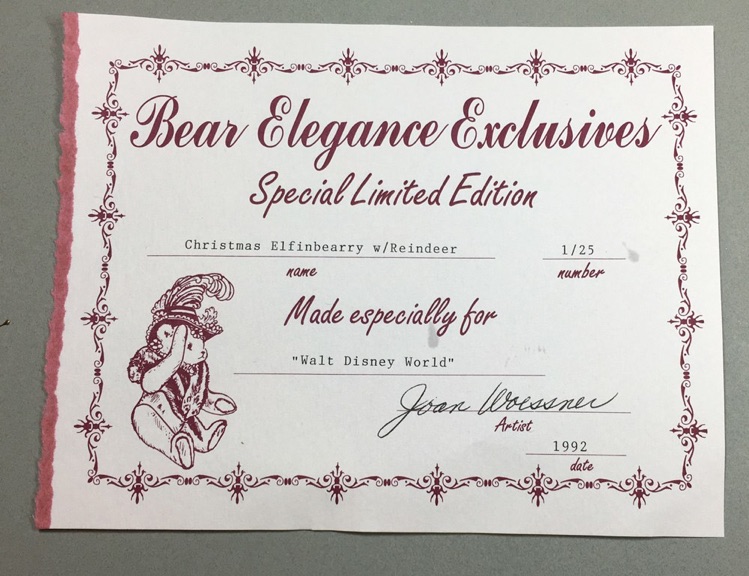 Bear Elegance Exclusives
Special Limited Edition
Christmas Elfinbearry w/Reindeer 1/25
name number
Made especially for
"Walt Disney World"
Joan Woessner
Artist
1992
date